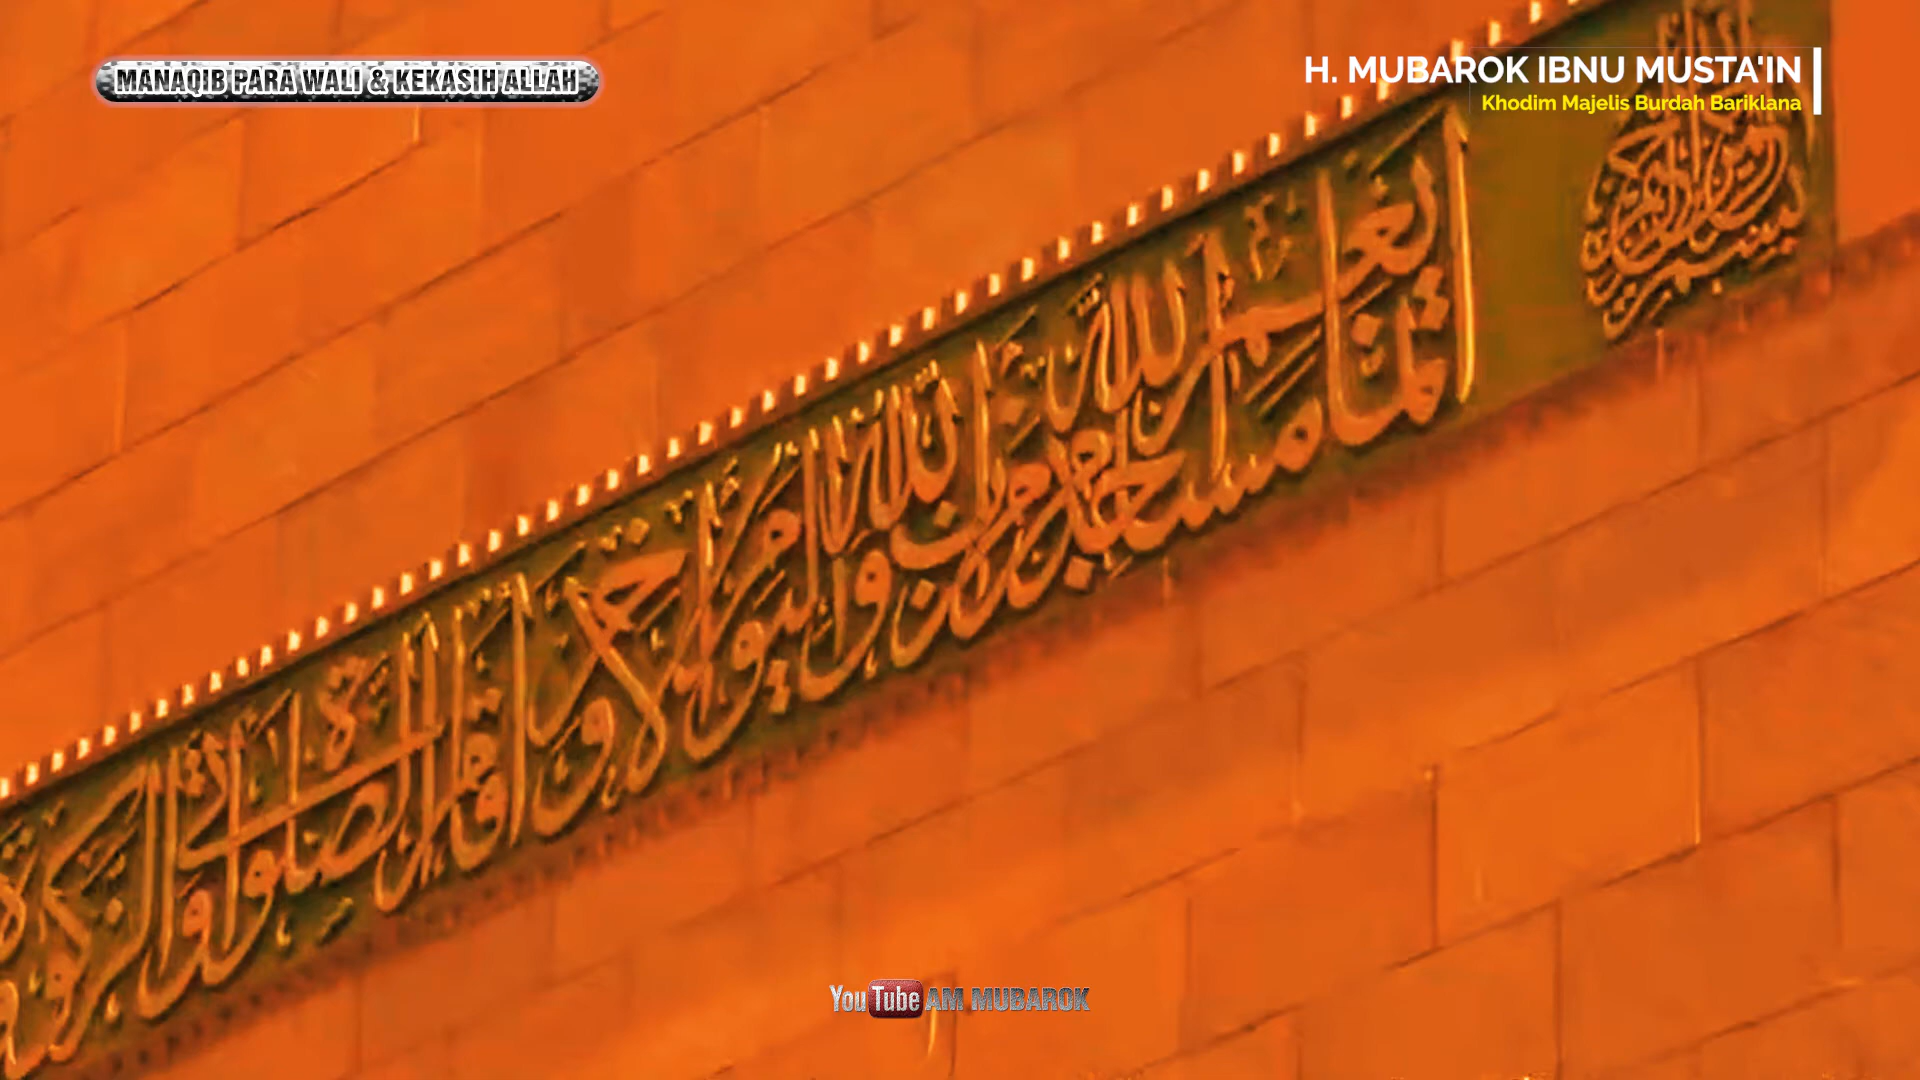 MANAQIB PARA WALI & KEKASIH ALLAH
H. MUBAROK IBNU MUSTA'IN
Khodim Majelis Burdah Bariklana
بسم الله الرحمن الرحيم
إنما يعمر مساجد الله من آمن بالله واليوم الآخر وأقام الصلوة وآتى الزكوة
YouTube AM MUBAROK